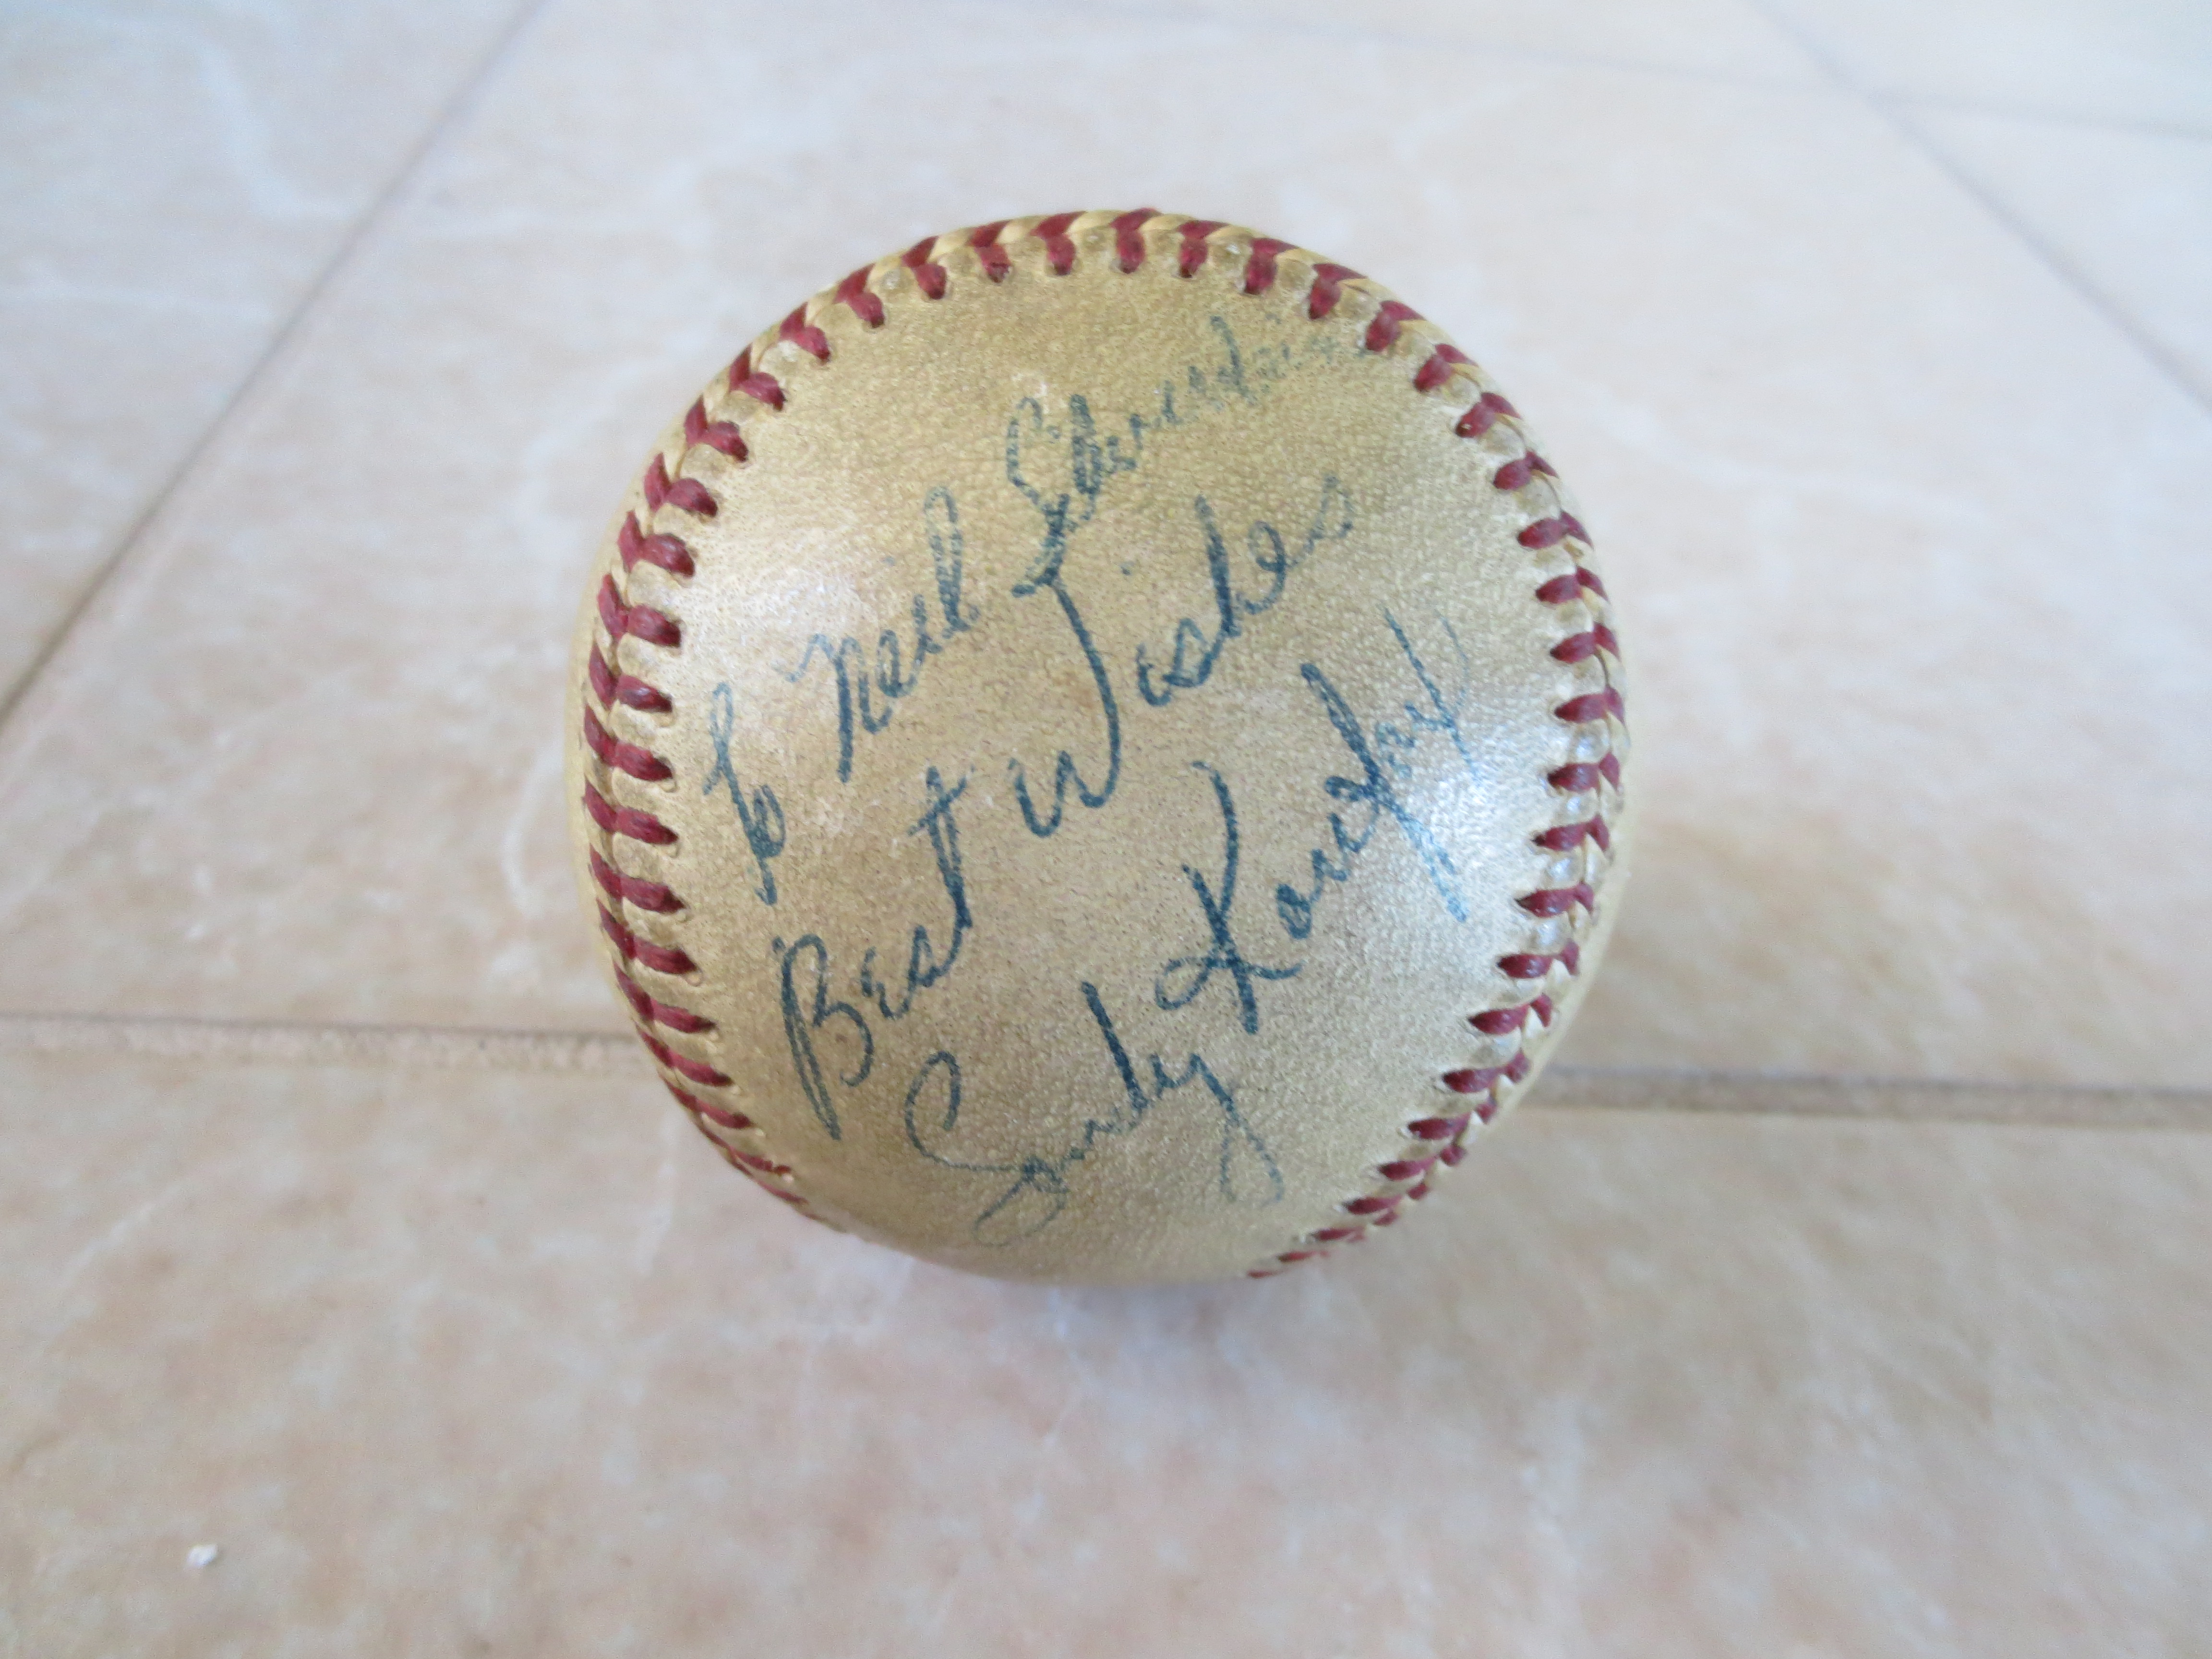 To Neil
Best Wishes
Sandy Koufax